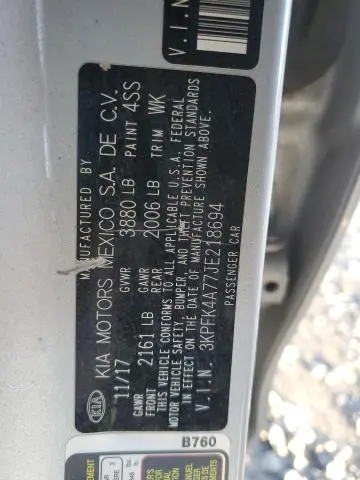 MANUFACTURED BY
KIA KIA MOTORS MEXICO S.A. DE C.V.
11/17 GVWR 3880 LB PAINT 4SS
GAWR FRONT 2161 LB GAWR REAR 2006 LB TRIM WK
THIS VEHICLE CONFORMS TO ALL APPLICABLE U.S.A. FEDERAL
MOTOR VEHICLE SAFETY, BUMPER, AND THEFT PREVENTION STANDARDS
IN EFFECT ON THE DATE OF MANUFACTURE SHOWN ABOVE.
V.I.N. 3KPFK4A77JE218694
PASSENGER CAR
V.I.N
B760